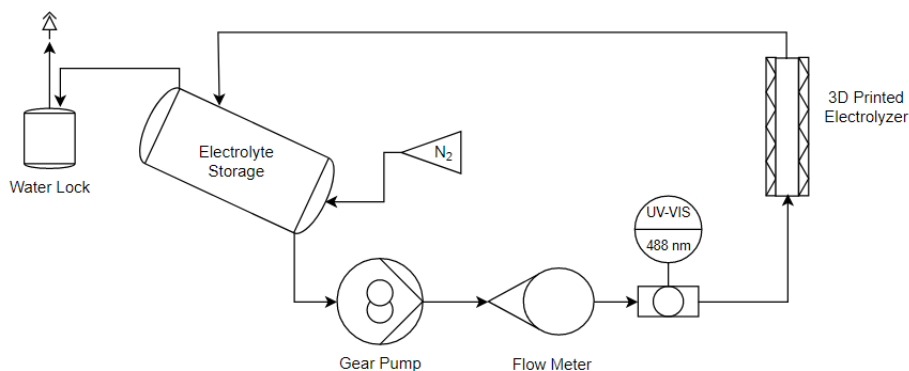 3D Printed
Electrolyzer
Electrolyte
Storage
N₂
Water Lock
UV-VIS
488 nm
Gear Pump
Flow Meter